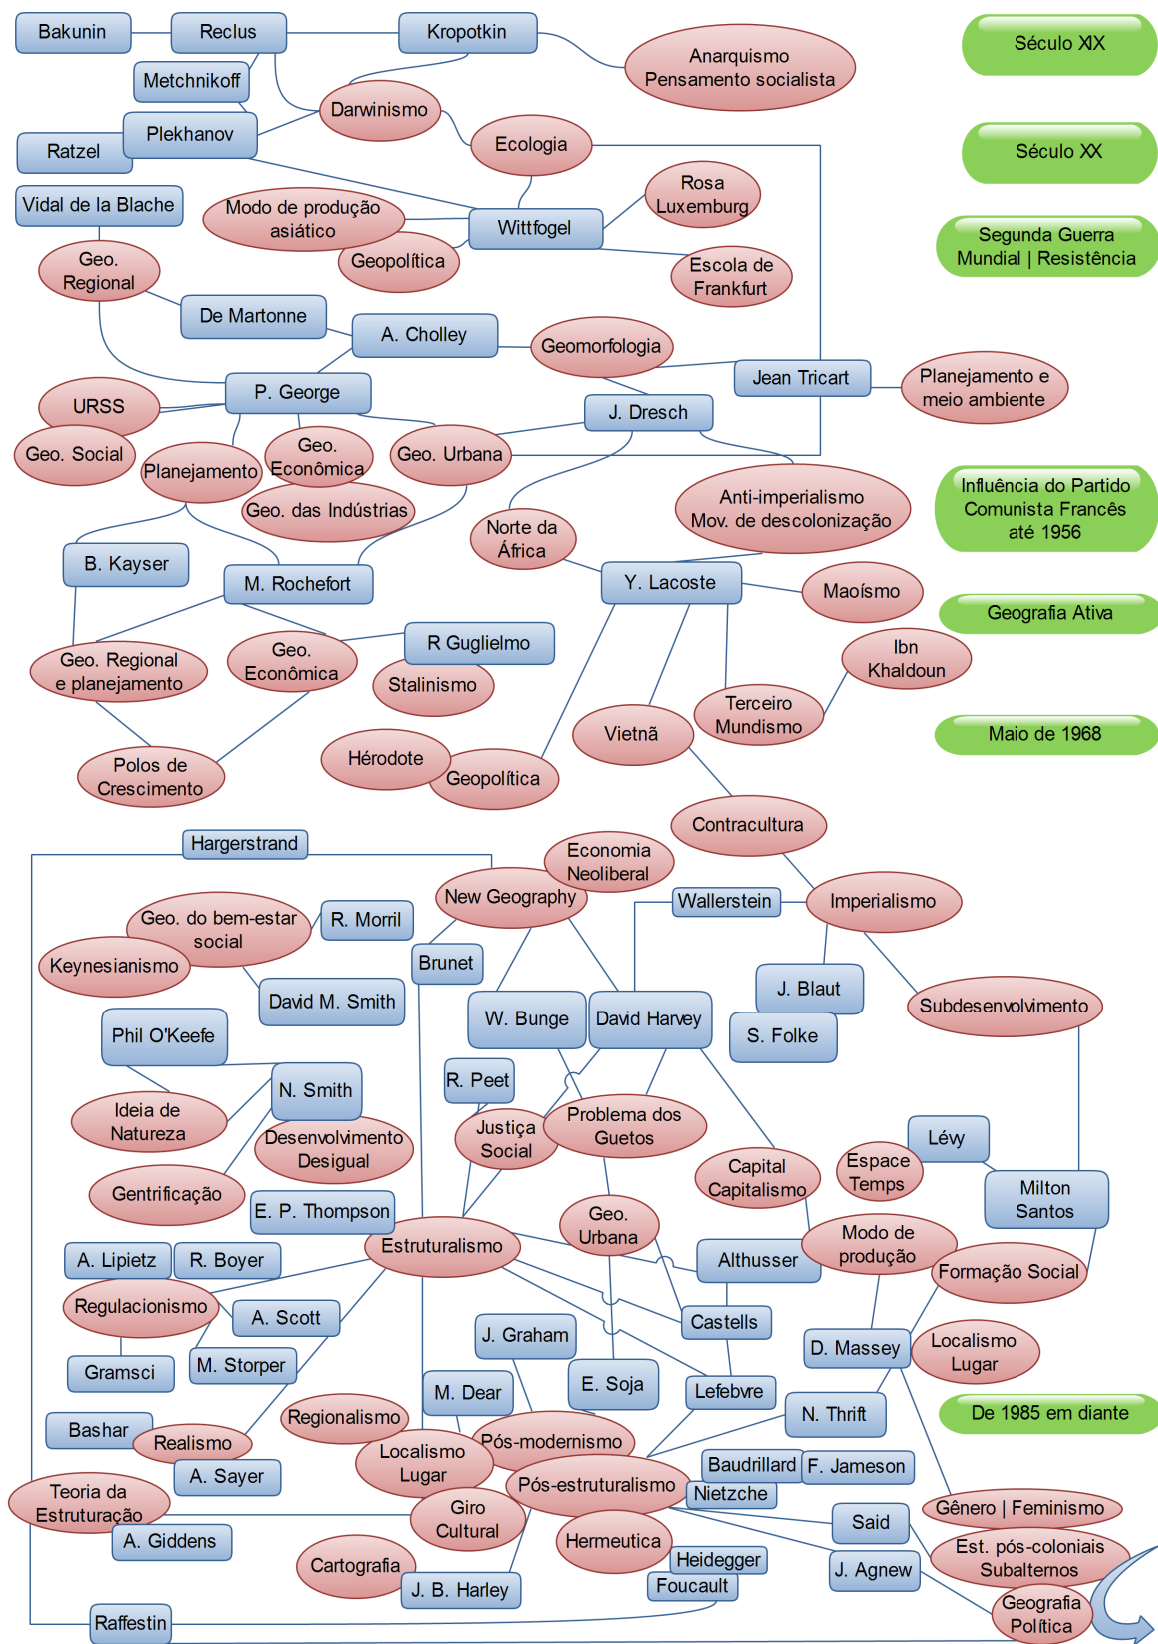 Bakunin
Reclus
Kropotkin
Século XIX
Anarquismo
Pensamento socialista
Metchnikoff
Darwinismo
Plekhanov
Ratzel
Ecologia
Século XX
Vidal de la Blache
Modo de produção
asiático
Wittfogel
Rosa
Luxemburg
Segunda Guerra
Mundial | Resistência
Geo.
Regional
Geopolítica
Escola de
Frankfurt
De Martonne
A. Cholley
Geomorfologia
Jean Tricart
Planejamento e
meio ambiente
P. George
URSS
J. Dresch
Geo. Social
Planejamento
Geo.
Econômica
Geo. Urbana
Geo. das Indústrias
Anti-imperialismo
Mov. de descolonização
Influência do Partido
Comunista Francês
até 1956
Norte da
África
B. Kayser
M. Rochefort
Y. Lacoste
Maoísmo
Geografia Ativa
Geo. Regional
e planejamento
Geo.
Econômica
R Guglielmo
Stalinismo
Ibn
Khaldoun
Terceiro
Mundismo
Vietnã
Maio de 1968
Hérodote
Geopolítica
Polos de
Crescimento
Contracultura
Hargerstrand
Economia
Neoliberal
New Geography
Wallerstein
Imperialismo
Geo. do bem-estar
social
R. Morril
Keynesianismo
Brunet
David M. Smith
J. Blaut
Subdesenvolvimento
W. Bunge
David Harvey
S. Folke
Phil O'Keefe
N. Smith
R. Peet
Ideia de
Natureza
Desenvolvimento
Desigual
Justiça
Social
Problema dos
Guetos
Lévy
Espace
Temps
Capital
Capitalismo
Milton
Santos
Gentrificação
E. P. Thompson
Geo.
Urbana
Estruturalismo
Modo de
produção
Althusser
Formação Social
A. Lipietz
R. Boyer
Regulacionismo
A. Scott
Castells
J. Graham
D. Massey
Localismo
Lugar
Gramsci
M. Storper
M. Dear
E. Soja
Lefebvre
N. Thrift
De 1985 em diante
Regionalismo
Bashar
Realismo
Localismo
Lugar
Pós-modernismo
A. Sayer
Pós-estruturalismo
Baudrillard
F. Jameson
Nietzche
Teoria da
Estruturação
Giro
Cultural
Gênero | Feminismo
A. Giddens
Hermeutica
Said
Est. pós-coloniais
Subalternos
Cartografia
J. B. Harley
Heidegger
Foucault
J. Agnew
Geografia
Política
Raffestin